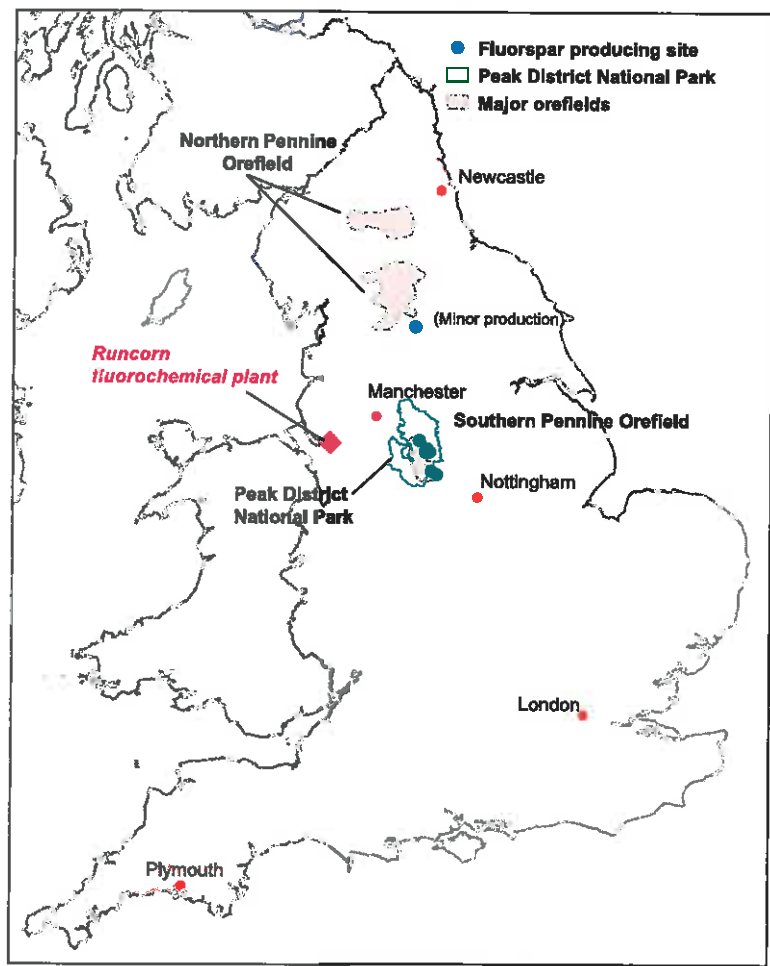 Fluorspar producing site
Peak District National Park
Major orefields
Northern Pennine
Orefield
Newcastle
(Minor production)
Runcorn
fluorochemical plant
Manchester
Southern Pennine Orefield
Peak District
National Park
Nottingham
London
Plymouth